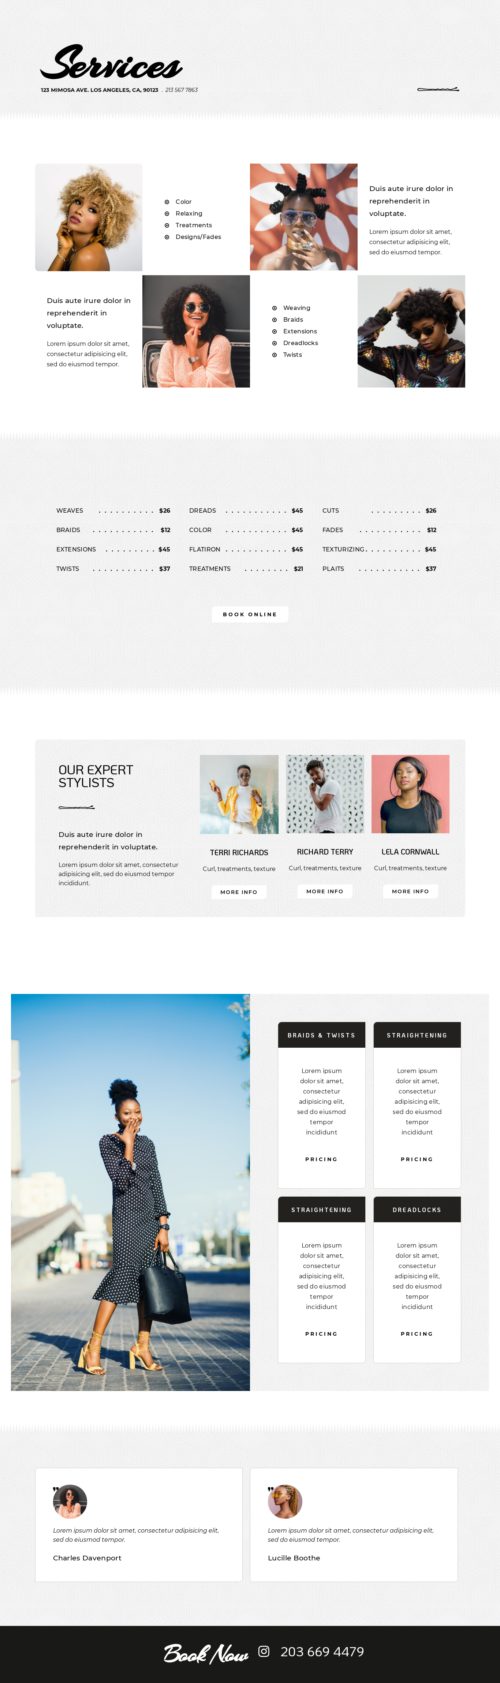 Services
123 MIMOSA AVE. LOS ANGELES, CA, 90123 . 213 567 7863
Color
Relaxing
Treatments
Designs/Fades
Duis aute irure dolor in
reprehenderit in
voluptate.
Lorem ipsum dolor sit amet,
consectetur adipisicing elit,
sed do eiusmod tempor.
Duis aute irure dolor in
reprehenderit in
voluptate.
Lorem ipsum dolor sit amet,
consectetur adipisicing elit,
sed do eiusmod tempor.
Weaving
Braids
Extensions
Dreadlocks
Twists
WEAVES . . . . . . . . . . $26
BRAIDS . . . . . . . . . . . $12
EXTENSIONS . . . . . . . . . $45
TWISTS . . . . . . . . . . . $37
DREADS . . . . . . . . . . . $45
COLOR . . . . . . . . . . . $45
FLATIRON . . . . . . . . . . . $45
TREATMENTS . . . . . . . . $21
CUTS . . . . . . . . . $26
FADES . . . . . . . . . . . $12
TEXTURIZING . . . . . . . . . . $45
PLAITS . . . . . . . . . . . $37
BOOK ONLINE
OUR EXPERT
STYLISTS
Duis aute irure dolor in
reprehenderit in voluptate.
Lorem ipsum dolor sit amet, consectetur
adipisicing elit, sed do eiusmod tempor
incididunt.
TERRI RICHARDS
Curl, treatments, texture
MORE INFO
RICHARD TERRY
Curl, treatments, texture
MORE INFO
LELA CORNWALL
Curl, treatments, texture
MORE INFO
BRAIDS & TWISTS
Lorem ipsum
dolor sit amet,
consectetur
adipisicing elit,
sed do eiusmod
tempor
incididunt
PRICING
STRAIGHTENING
Lorem ipsum
dolor sit amet,
consectetur
adipisicing elit,
sed do eiusmod
tempor
incididunt
PRICING
STRAIGHTENING
Lorem ipsum
dolor sit amet,
consectetur
adipisicing elit,
sed do eiusmod
tempor
incididunt
PRICING
DREADLOCKS
Lorem ipsum
dolor sit amet,
consectetur
adipisicing elit,
sed do eiusmod
tempor
incididunt
PRICING
Lorem ipsum dolor sit amet, consectetur adipisicing elit,
sed do eiusmod tempor.
Charles Davenport
Lorem ipsum dolor sit amet, consectetur adipisicing elit,
sed do eiusmod tempor.
Lucille Boothe
Book Now 203 669 4479